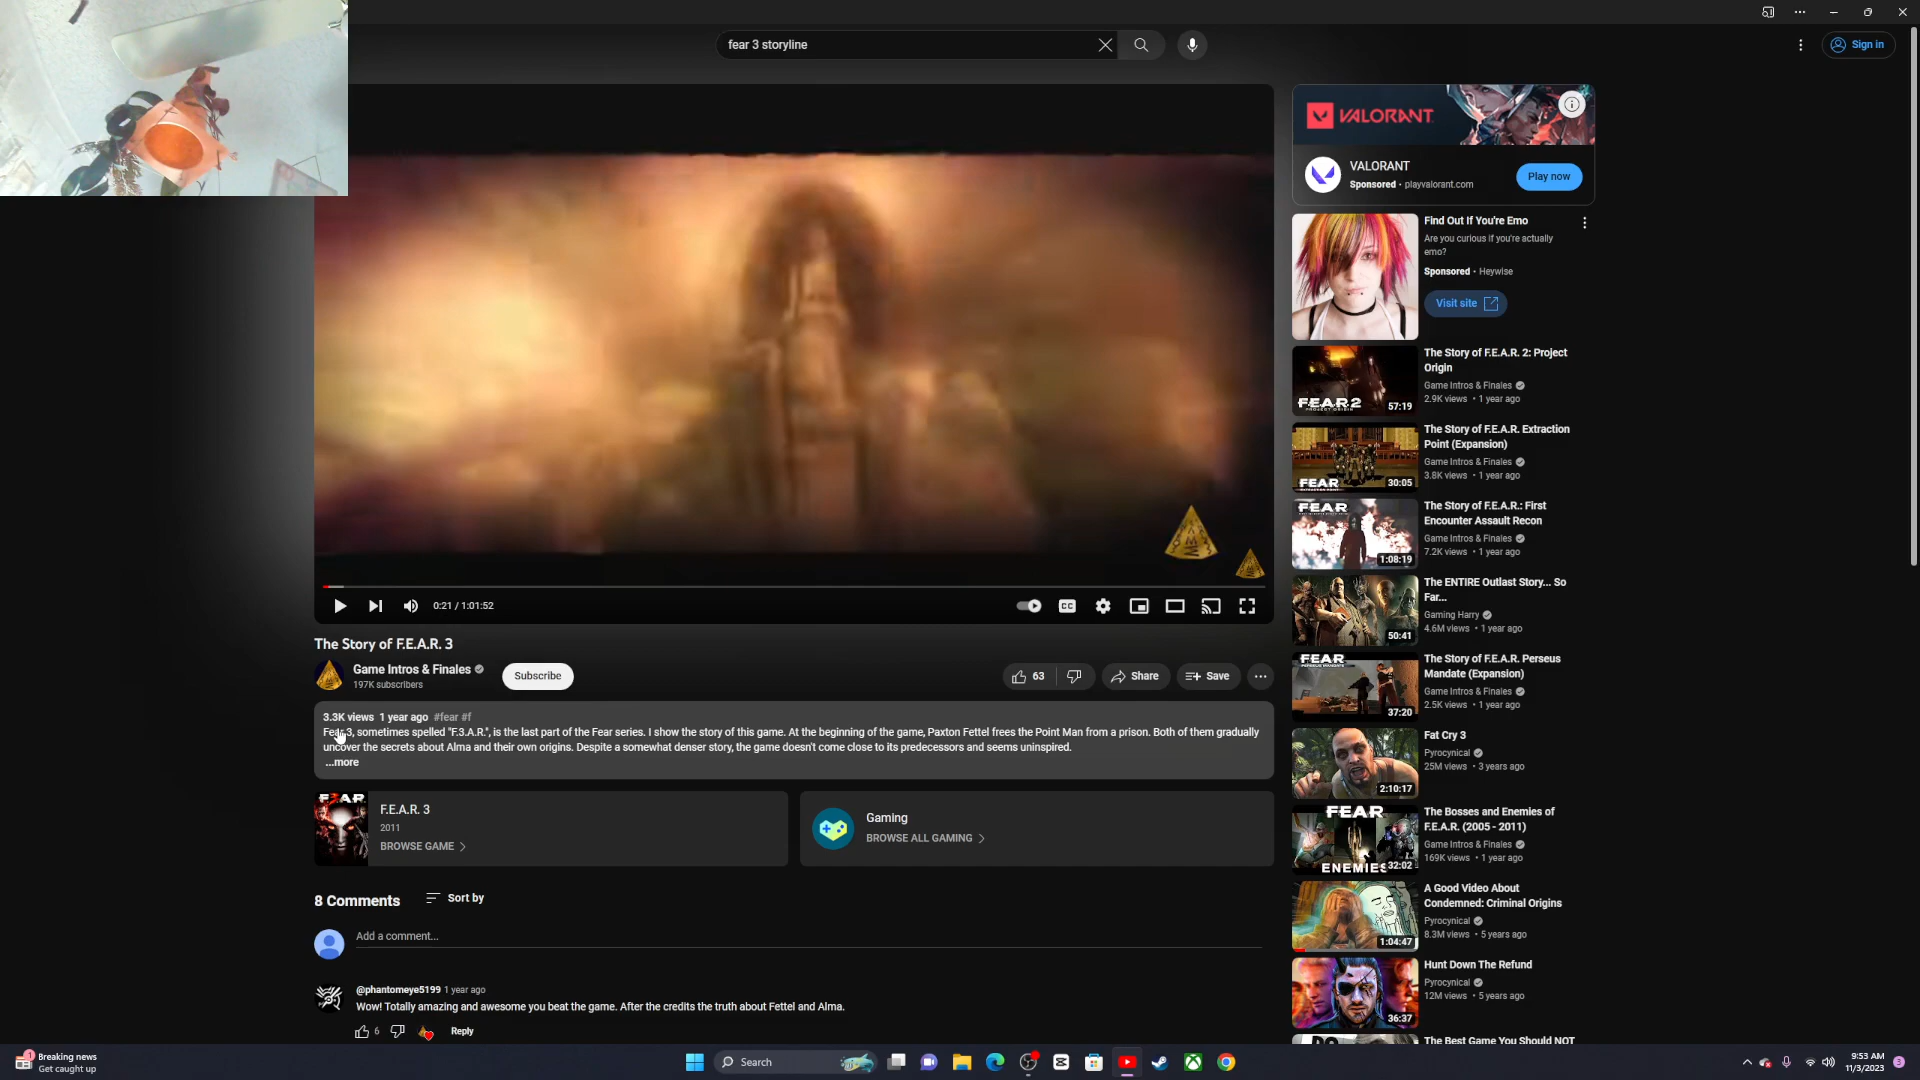 fear 3 storyline
Sign in
VALORANT
VALORANT
Sponsored • playvalorant.com
Play now
Find Out If You're Emo
Are you curious if you're actually
emo?
Sponsored • Heywise
Visit site
FEAR2
PROJECT ORIGIN
57:19
The Story of F.E.A.R. 2: Project
Origin
Game Intros & Finales
2.9K views • 1 year ago
FEAR
30:05
The Story of F.E.A.R. Extraction
Point (Expansion)
Game Intros & Finales
3.8K views • 1 year ago
FEAR
1:08:19
The Story of F.E.A.R.: First
Encounter Assault Recon
Game Intros & Finales
7.2K views • 1 year ago
50:41
The ENTIRE Outlast Story... So
Far...
Gaming Harry
4.6M views • 1 year ago
FEAR
PERSEUS MANDATE
37:20
The Story of F.E.A.R. Perseus
Mandate (Expansion)
Game Intros & Finales
2.5K views • 1 year ago
2:10:17
Fat Cry 3
Pyrocynical
25M views • 3 years ago
FEAR
ENEMIES
32:02
The Bosses and Enemies of
F.E.A.R. (2005 - 2011)
Game Intros & Finales
169K views • 1 year ago
1:04:47
A Good Video About
Condemned: Criminal Origins
Pyrocynical
8.3M views • 5 years ago
36:37
Hunt Down The Refund
Pyrocynical
12M views • 5 years ago
The Best Game You Should NOT
0:21 / 1:01:52
CC
The Story of F.E.A.R. 3
Game Intros & Finales
197K subscribers
Subscribe
63
Share
Save
3.3K views 1 year ago #fear #f
Fear 3, sometimes spelled "F.3.A.R.", is the last part of the Fear series. I show the story of this game. At the beginning of the game, Paxton Fettel frees the Point Man from a prison. Both of them gradually
uncover the secrets about Alma and their own origins. Despite a somewhat denser story, the game doesn't come close to its predecessors and seems uninspired.
...more
F.E.A.R. 3
2011
BROWSE GAME
Gaming
BROWSE ALL GAMING
8 Comments
Sort by
Add a comment...
@phantomeye5199 1 year ago
Wow! Totally amazing and awesome you beat the game. After the credits the truth about Fettel and Alma.
6
Reply
1
Breaking news
Get caught up
Search
9:53 AM
11/3/2023
3